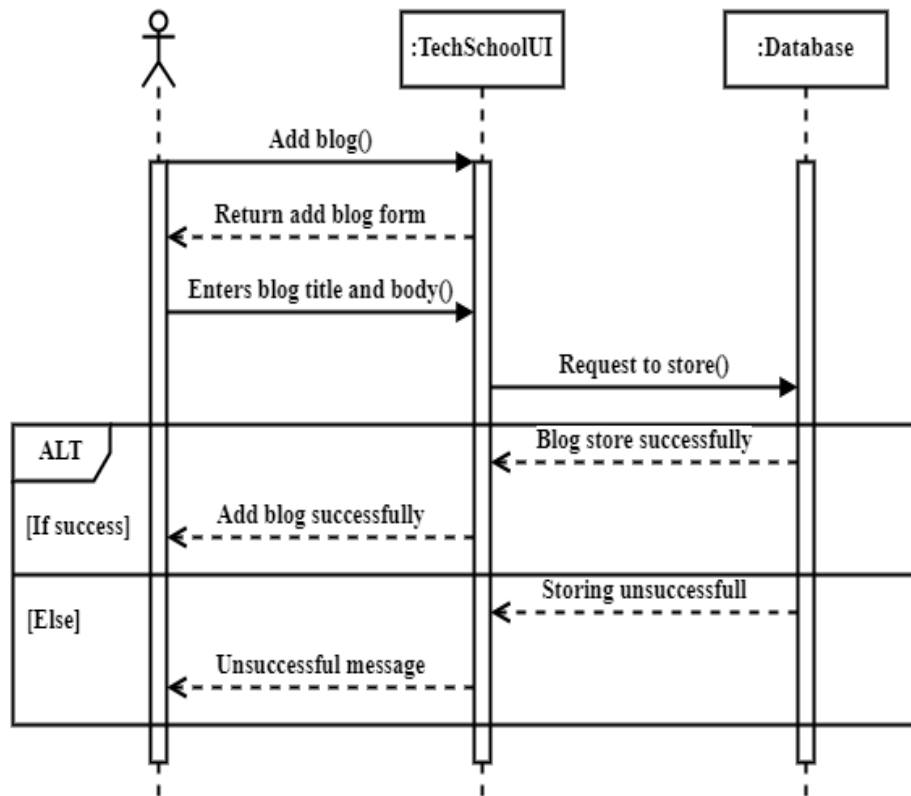 :TechSchoolUI
:Database
Add blog()
Return add blog form
Enters blog title and body()
Request to store()
ALT
Blog store successfully
[If success]
Add blog successfully
[Else]
Storing unsuccessfull
Unsuccessful message